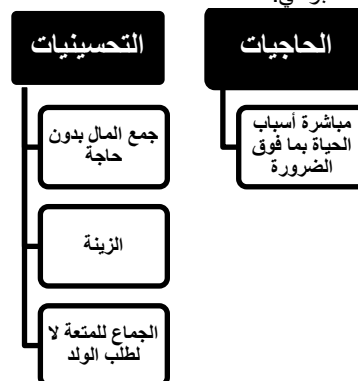 الحاجيات
مباشرة أسباب
الحياة بما فوق
الضرورة
التحسينيات
جمع المال بدون
حاجة
الزينة
الجماع للمتعة لا
لطلب الولد